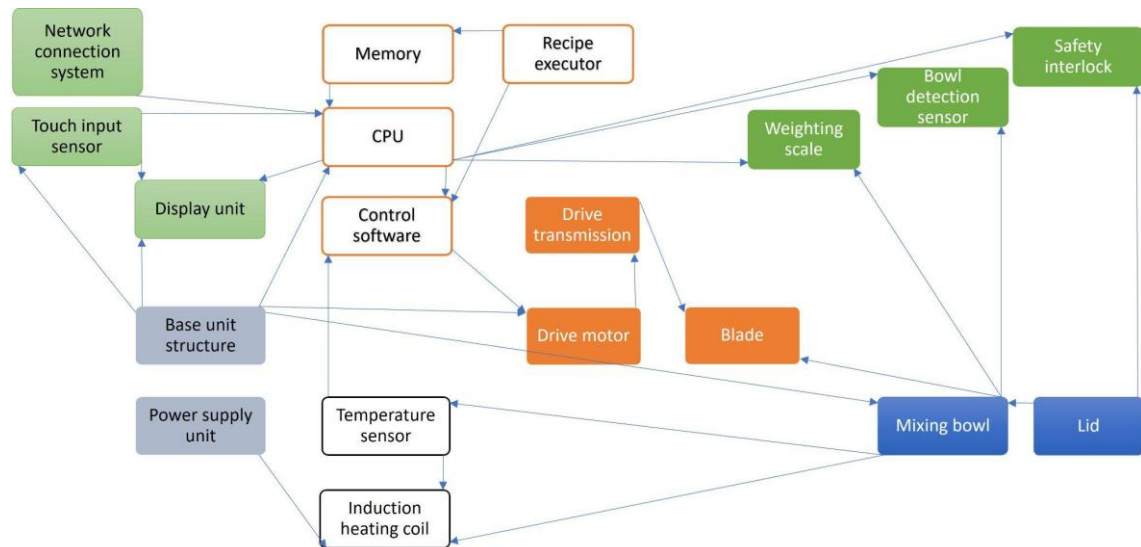 Network
connection
system
Memory
Recipe
executor
Safety
interlock
Bowl
detection
sensor
Touch input
sensor
CPU
Weighting
scale
Display unit
Control
software
Drive
transmission
Base unit
structure
Drive motor
Blade
Power supply
unit
Temperature
sensor
Mixing bowl
Lid
Induction
heating coil